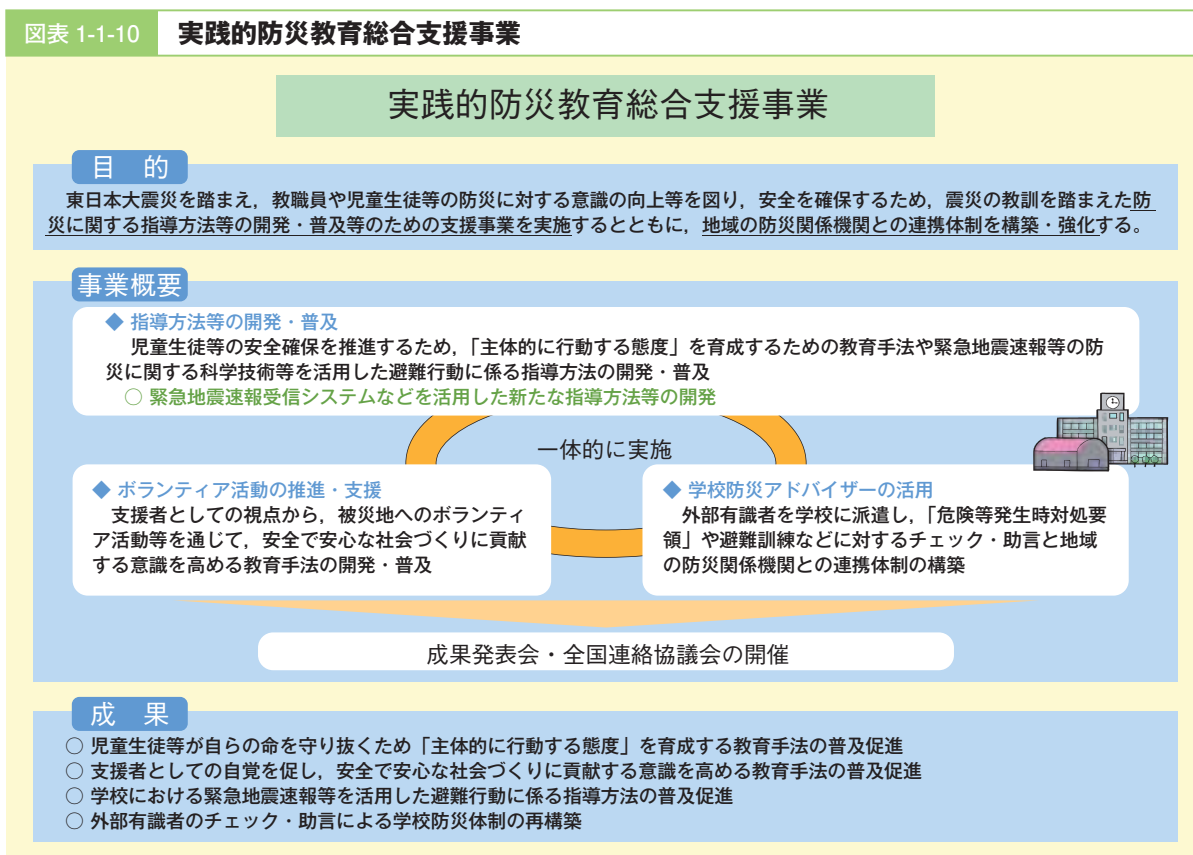 図表 1-1-10 実践的防災教育総合支援事業
実践的防災教育総合支援事業
目 的
東日本大震災を踏まえ，教職員や児童生徒等の防災に対する意識の向上等を図り，安全を確保するため，震災の教訓を踏まえた防
災に関する指導方法等の開発・普及等のための支援事業を実施するとともに，地域の防災関係機関との連携体制を構築・強化する。
事業概要
◆ 指導方法等の開発・普及
児童生徒等の安全確保を推進するため，「主体的に行動する態度」を育成するための教育手法や緊急地震速報等の防
災に関する科学技術等を活用した避難行動に係る指導方法の開発・普及
○ 緊急地震速報受信システムなどを活用した新たな指導方法等の開発
一体的に実施
◆ ボランティア活動の推進・支援
支援者としての視点から，被災地へのボランティ
ア活動等を通じて，安全で安心な社会づくりに貢献
する意識を高める教育手法の開発・普及
◆ 学校防災アドバイザーの活用
外部有識者を学校に派遣し，「危険等発生時対処要
領」や避難訓練などに対するチェック・助言と地域
の防災関係機関との連携体制の構築
成果発表会・全国連絡協議会の開催
成 果
○ 児童生徒等が自らの命を守り抜くため「主体的に行動する態度」を育成する教育手法の普及促進
○ 支援者としての自覚を促し，安全で安心な社会づくりに貢献する意識を高める教育手法の普及促進
○ 学校における緊急地震速報等を活用した避難行動に係る指導方法の普及促進
○ 外部有識者のチェック・助言による学校防災体制の再構築